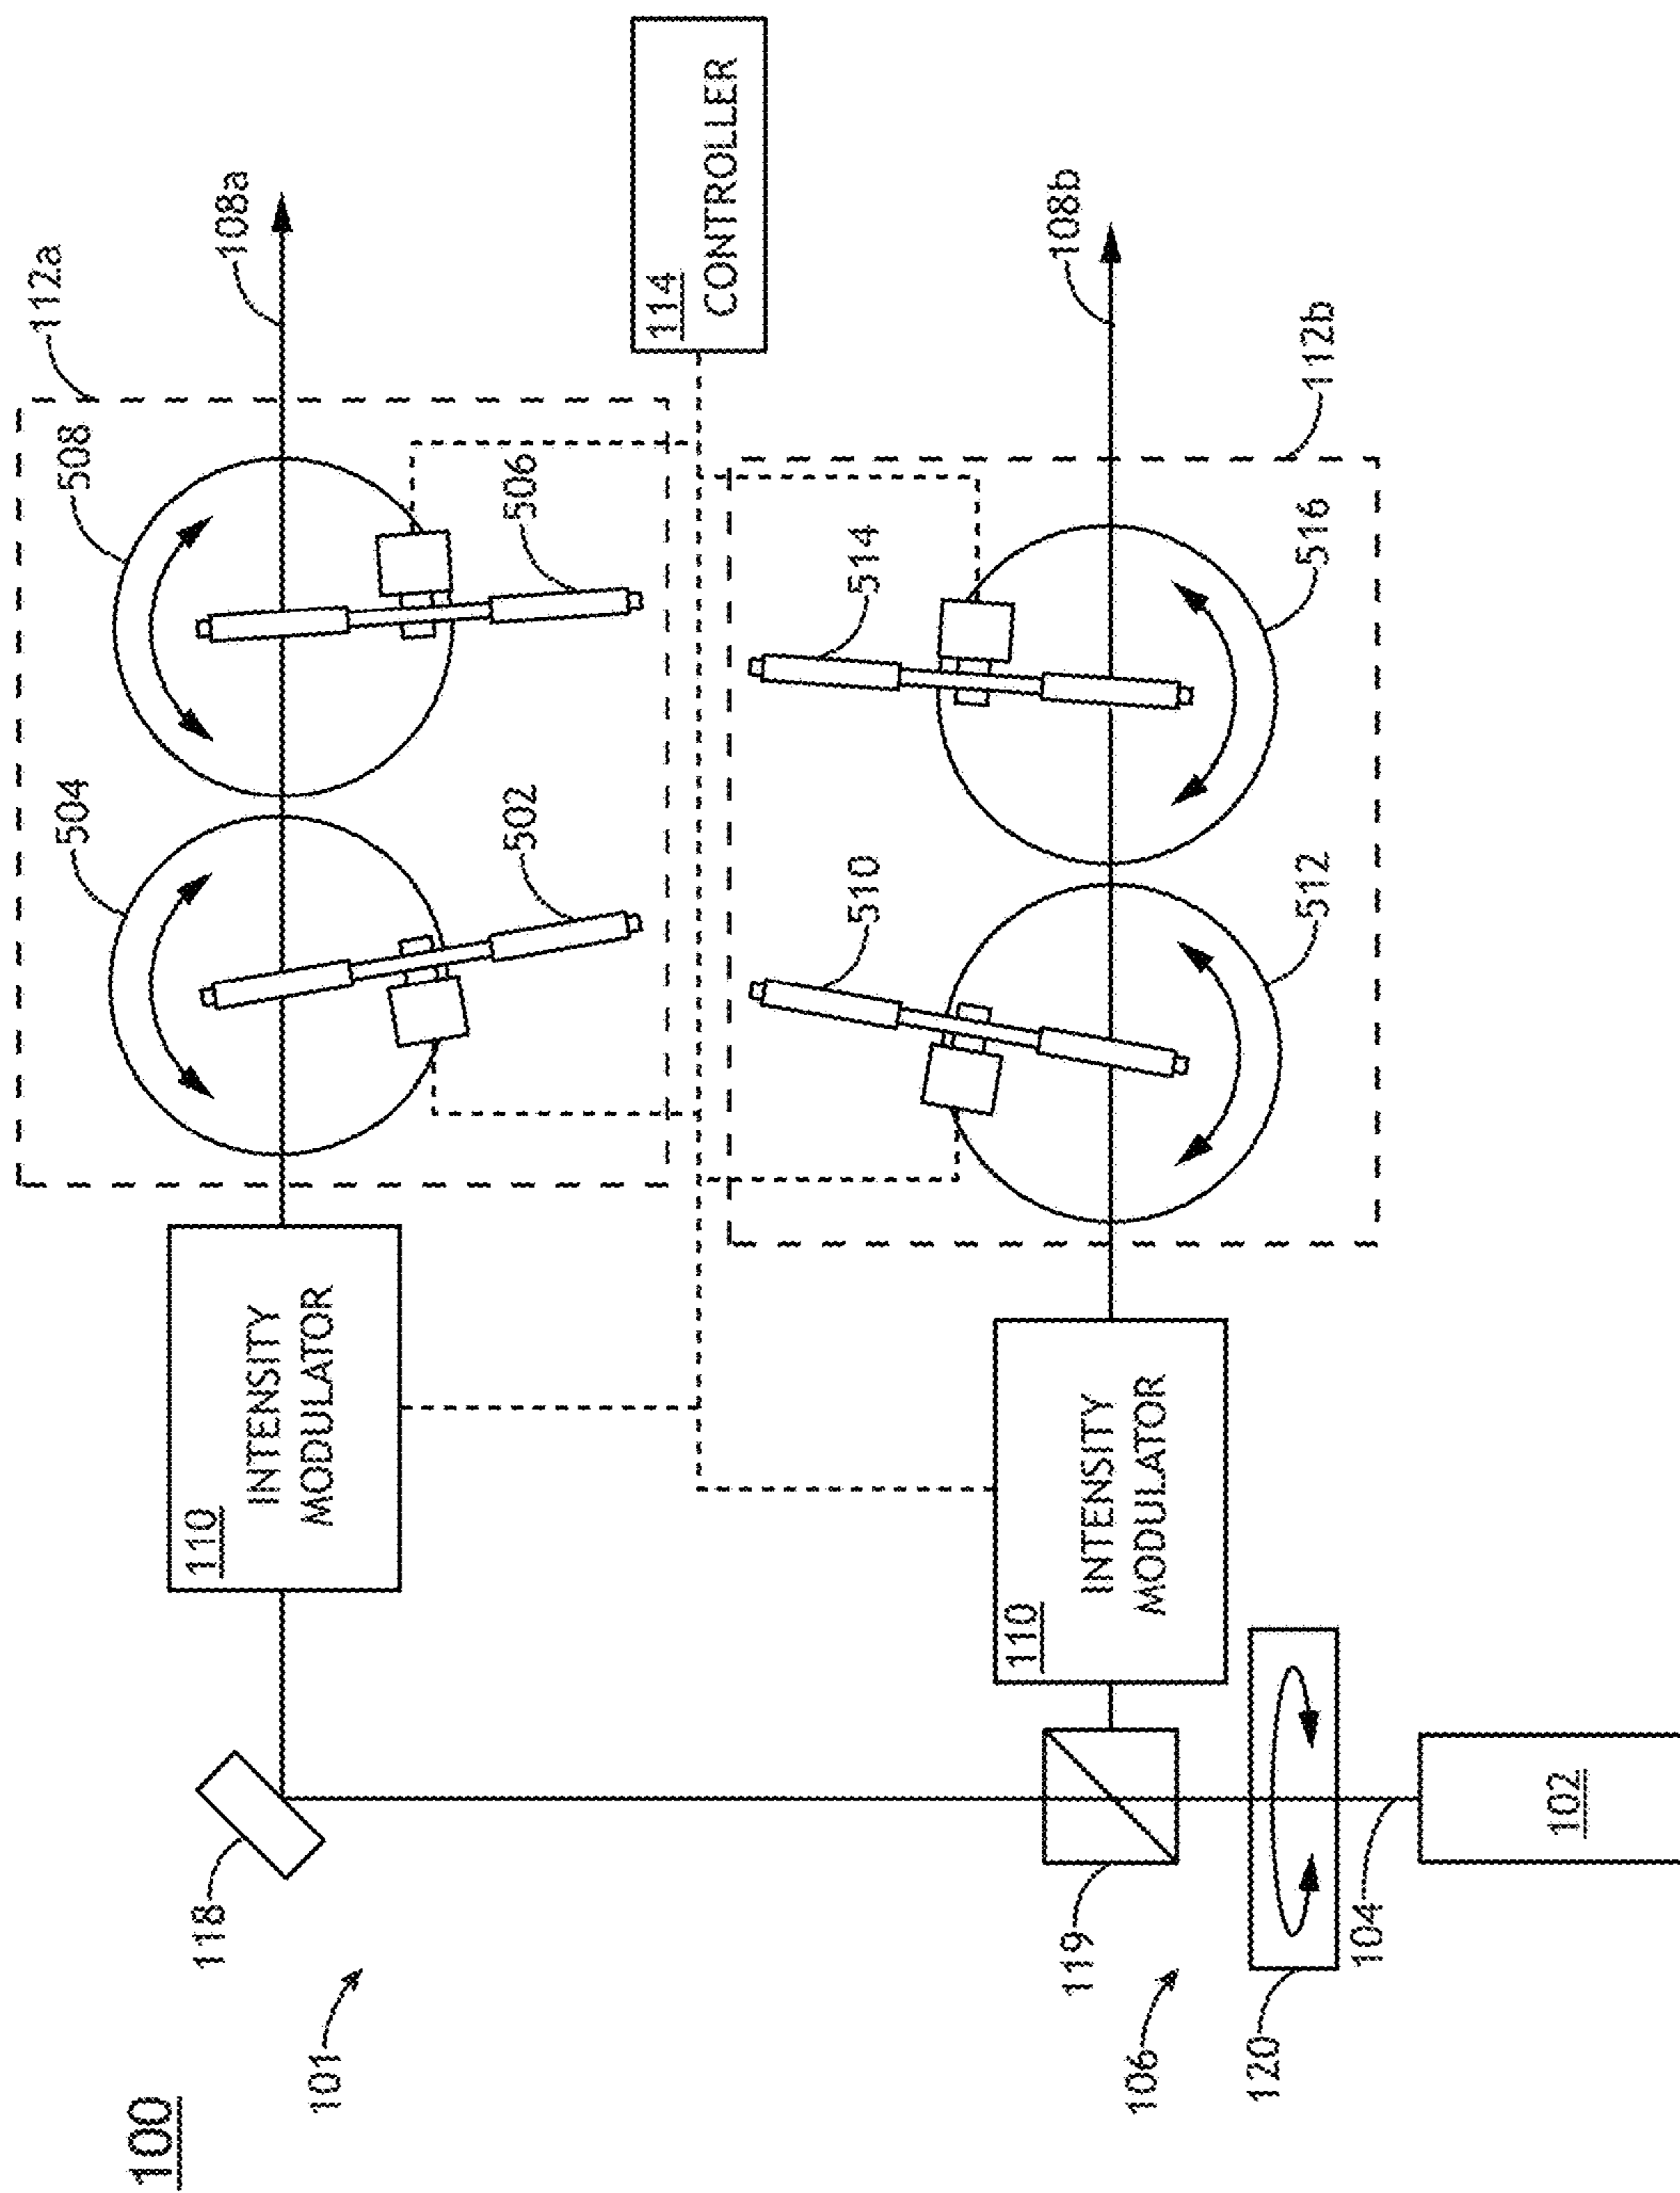 100
101
118
110
INTENSITY
MODULATOR
504
502
508
506
112a
108a
114
CONTROLLER
106
119
120
104
102
110
INTENSITY
MODULATOR
510
512
514
516
112b
108b